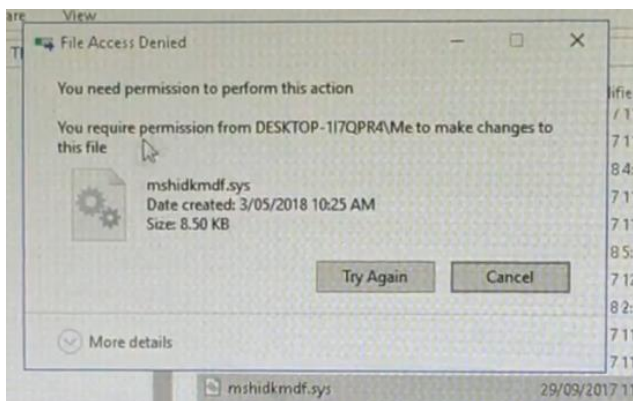 View
File Access Denied
You need permission to perform this action
You require permission from DESKTOP-1I7QPR4\Me to make changes to
this file
mshidkmdf.sys
Date created: 3/05/2018 10:25 AM
Size: 8.50 KB
Try Again
Cancel
More details
mshidkmdf.sys
29/09/2017 11